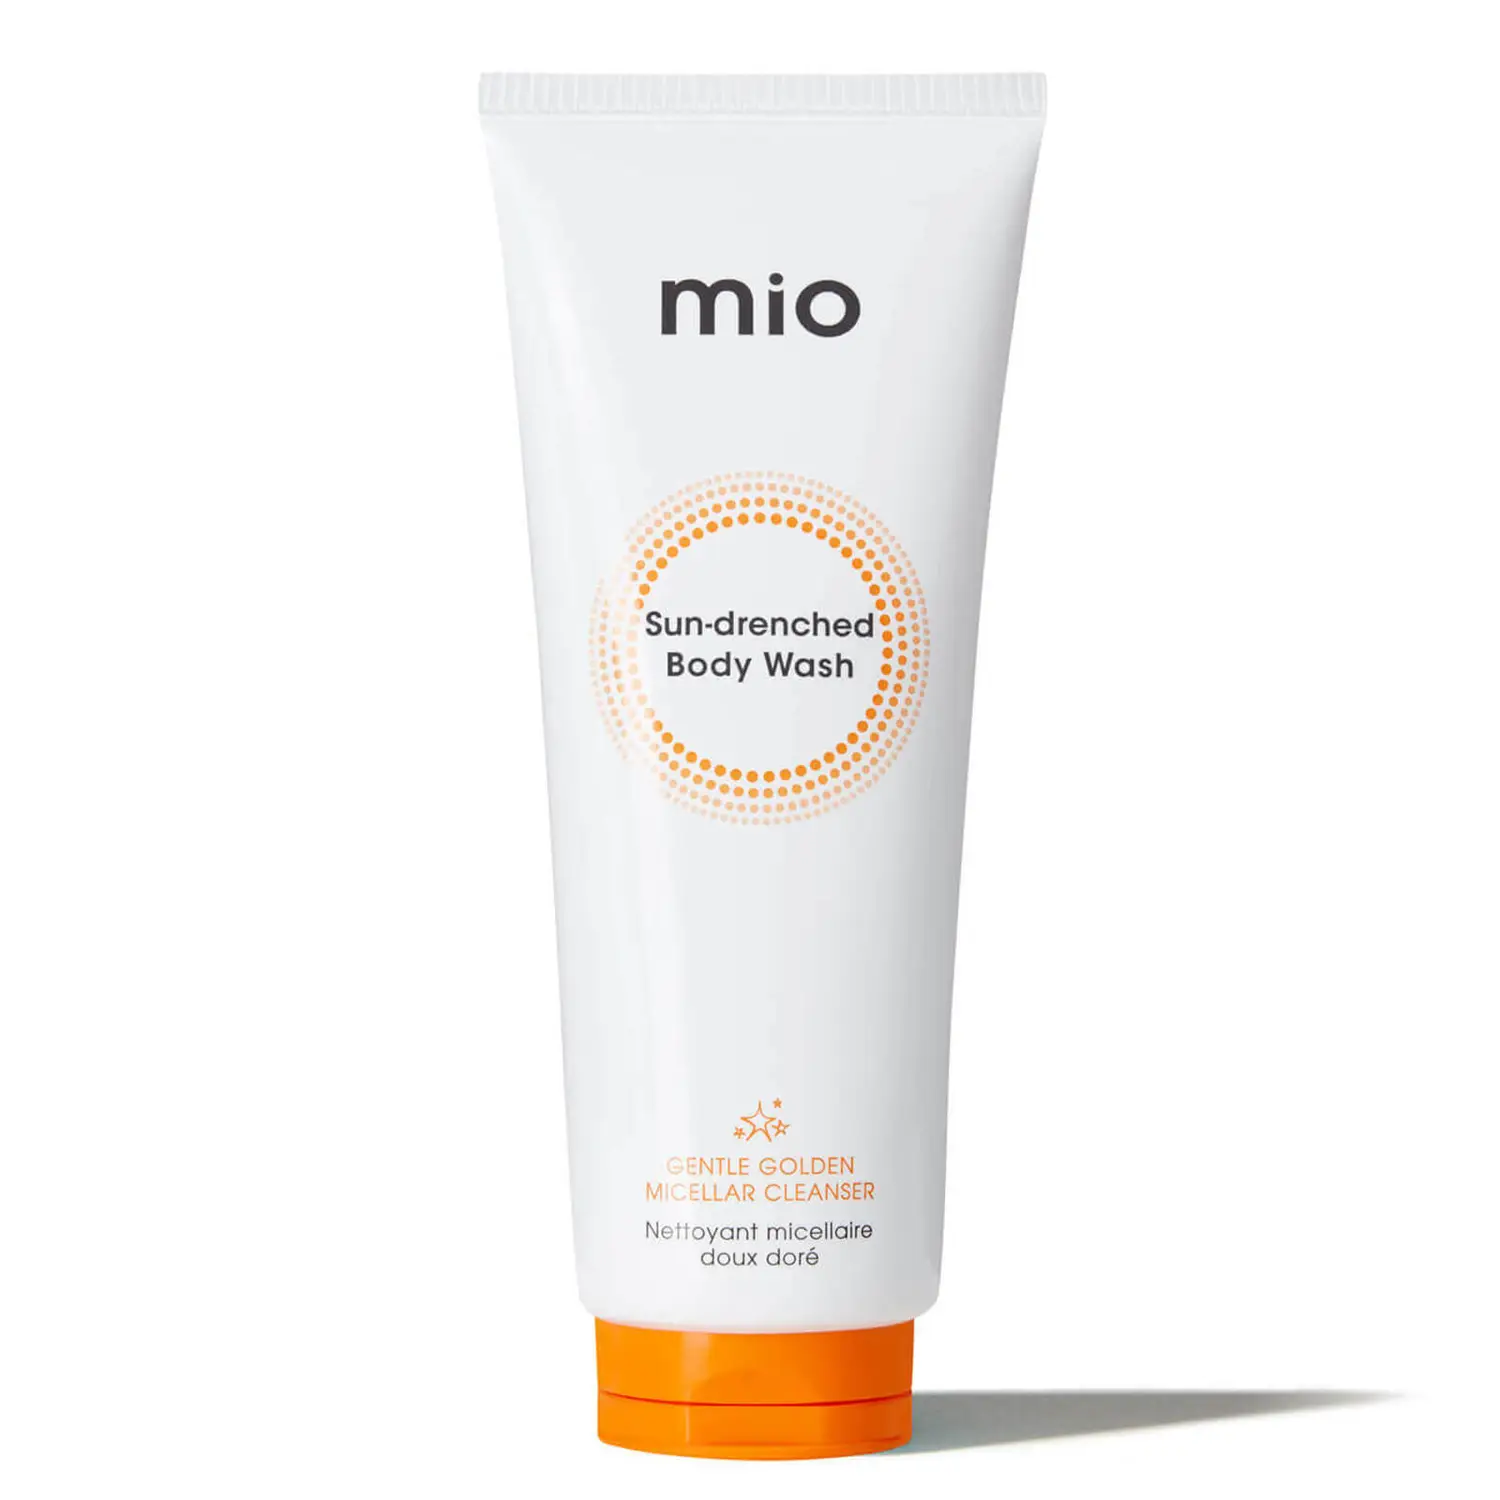 mio
Sun-drenched
Body Wash
GENTLE GOLDEN
MICELLAR CLEANSER
Nettoyant micellaire
doux doré